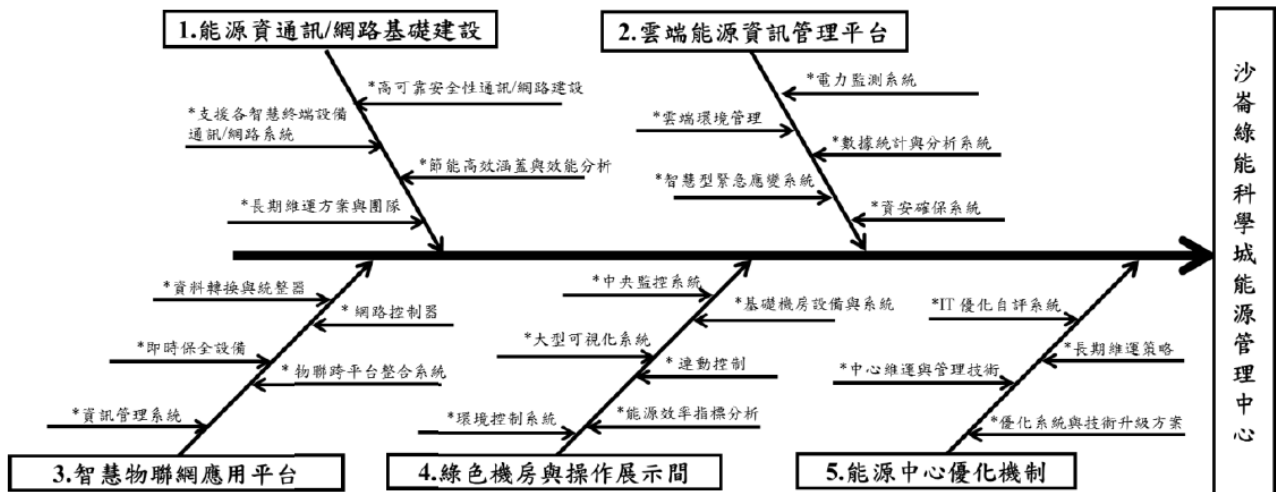 1.能源資通訊/網路基礎建設
*高可靠安全性通訊/網路建設
*支援各智慧終端設備
通訊/網路系統
*節能高效涵蓋與效能分析
*長期維運方案與團隊
2.雲端能源資訊管理平台
*電力監測系統
*雲端環境管理
*數據統計與分析系統
*智慧型緊急應變系統
*資安確保系統
*資料轉換與統整器
*網路控制器
*即時保全設備
*物聯跨平台整合系統
*資訊管理系統
3.智慧物聯網應用平台
*中央監控系統
*基礎機房設備與系統
*大型可視化系統
*連動控制
*能源效率指標分析
*環境控制系統
4.綠色機房與操作展示間
*IT 優化自評系統
*長期維運策略
*中心維運與管理技術
*優化系統與技術升級方案
5.能源中心優化機制
沙崙綠能科學城能源管理中心